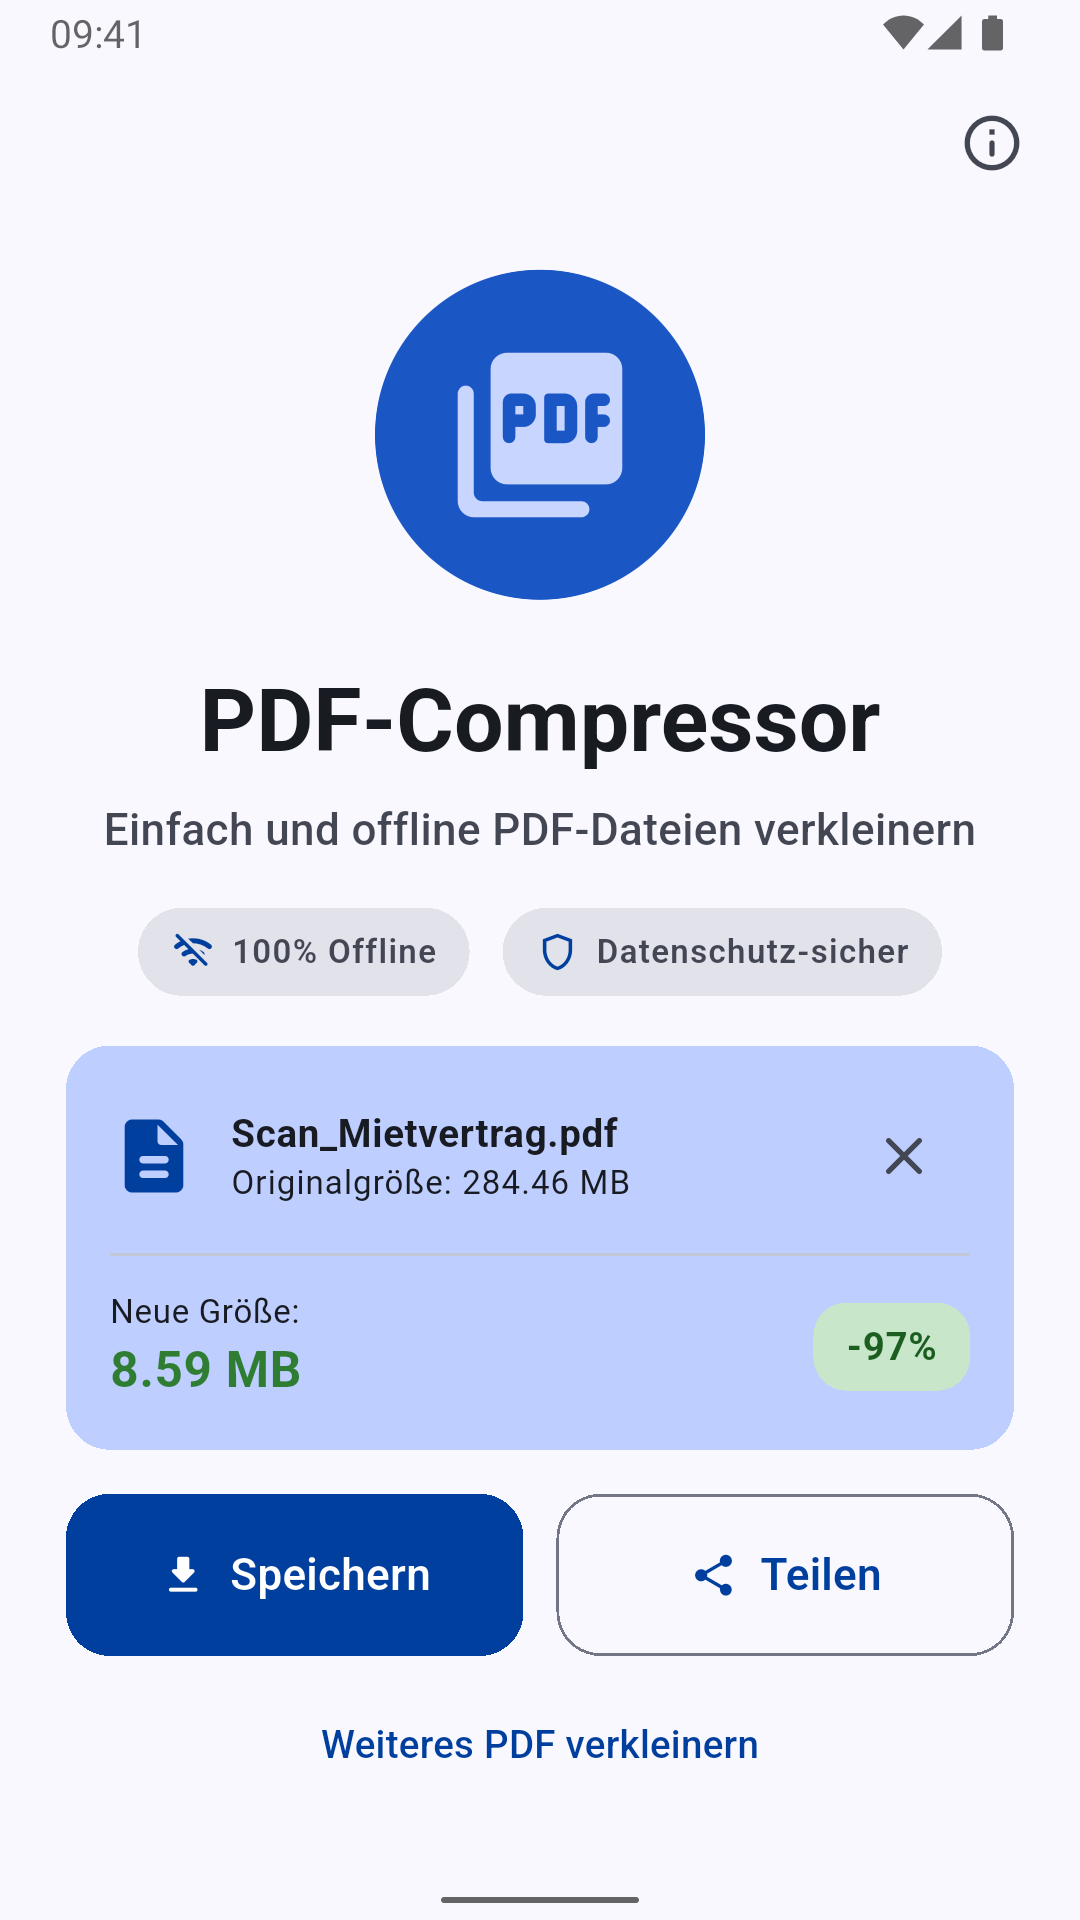 09:41
PDF
PDF-Compressor
Einfach und offline PDF-Dateien verkleinern
100% Offline
Datenschutz-sicher
Scan_Mietvertrag.pdf
Originalgröße: 284.46 MB
Neue Größe:
8.59 MB
-97%
Speichern
Teilen
Weiteres PDF verkleinern